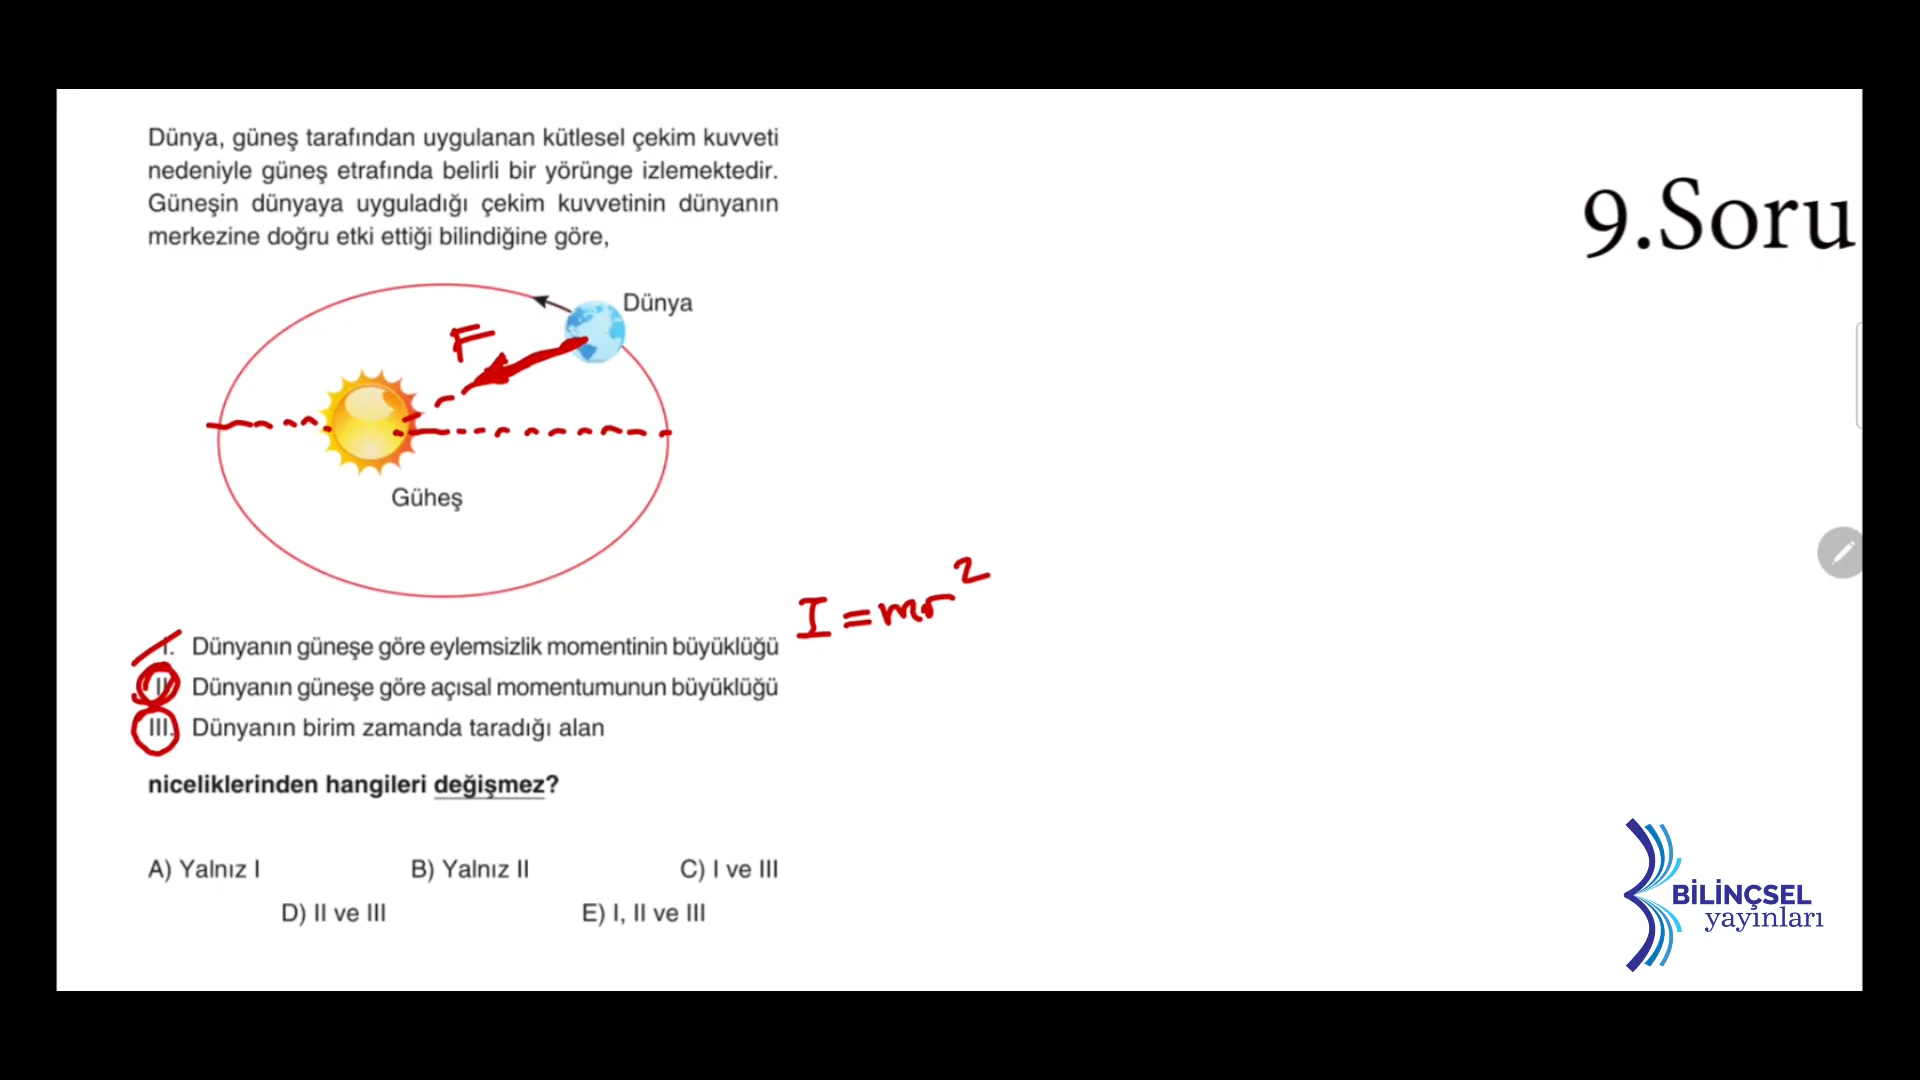 Dünya, güneş tarafından uygulanan kütlesel çekim kuvveti
nedeniyle güneş etrafında belirli bir yörünge izlemektedir.
Güneşin dünyaya uyguladığı çekim kuvvetinin dünyanın
merkezine doğru etki ettiği bilindiğine göre,
9.Soru
Dünya
F
Güheş
I = mr²
I. Dünyanın güneşe göre eylemsizlik momentinin büyüklüğü
II. Dünyanın güneşe göre açısal momentumunun büyüklüğü
III. Dünyanın birim zamanda taradığı alan
niceliklerinden hangileri değişmez?
A) Yalnız I B) Yalnız II C) I ve III
D) II ve III E) I, II ve III
BİLİNÇSEL
yayınları